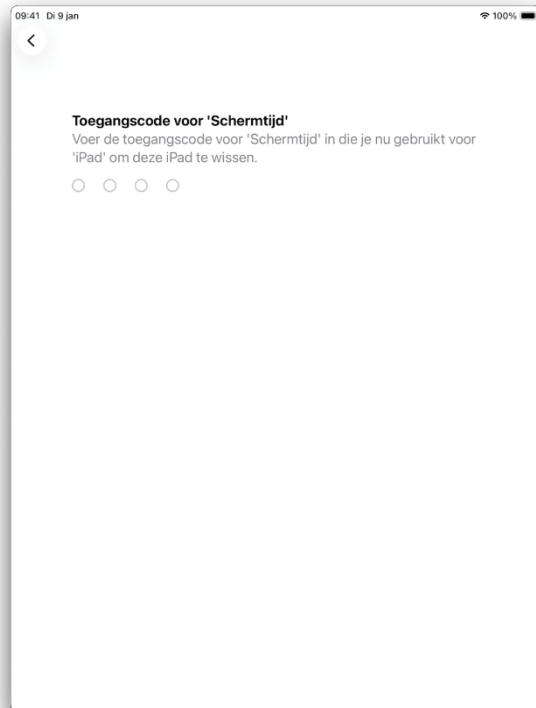 09:41 Di 9 jan 100%
Toegangscode voor 'Schermtijd'
Voer de toegangscode voor 'Schermtijd' in die je nu gebruikt voor
'iPad' om deze iPad te wissen.